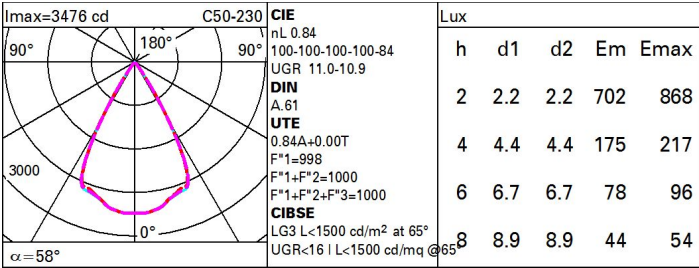 Imax=3476 cd
C50-230
90°
180°
90°
3000
0°
α=58°
CIE
nL 0.84
100-100-100-100-84
UGR 11.0-10.9
DIN
A.61
UTE
0.84A+0.00T
F"1=998
F"1+F"2=1000
F"1+F"2+F"3=1000
CIBSE
LG3 L<1500 cd/m² at 65°
UGR<16 | L<1500 cd/mq @65°
Lux
h d1 d2 Em Emax
2 2.2 2.2 702 868
4 4.4 4.4 175 217
6 6.7 6.7 78 96
8 8.9 8.9 44 54